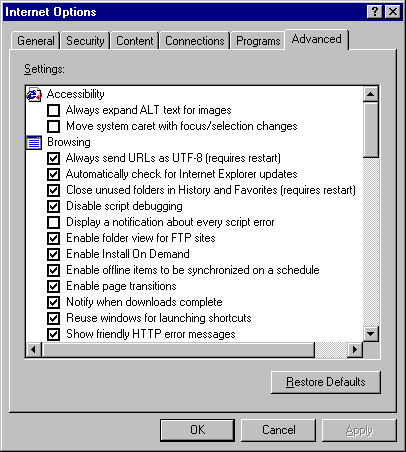 Internet Options
General Security Content Connections Programs Advanced
Settings:
Accessibility
Always expand ALT text for images
Move system caret with focus/selection changes
Browsing
Always send URLs as UTF-8 (requires restart)
Automatically check for Internet Explorer updates
Close unused folders in History and Favorites (requires restart)
Disable script debugging
Display a notification about every script error
Enable folder view for FTP sites
Enable Install On Demand
Enable offline items to be synchronized on a schedule
Enable page transitions
Notify when downloads complete
Reuse windows for launching shortcuts
Show friendly HTTP error messages
Restore Defaults
OK Cancel Apply